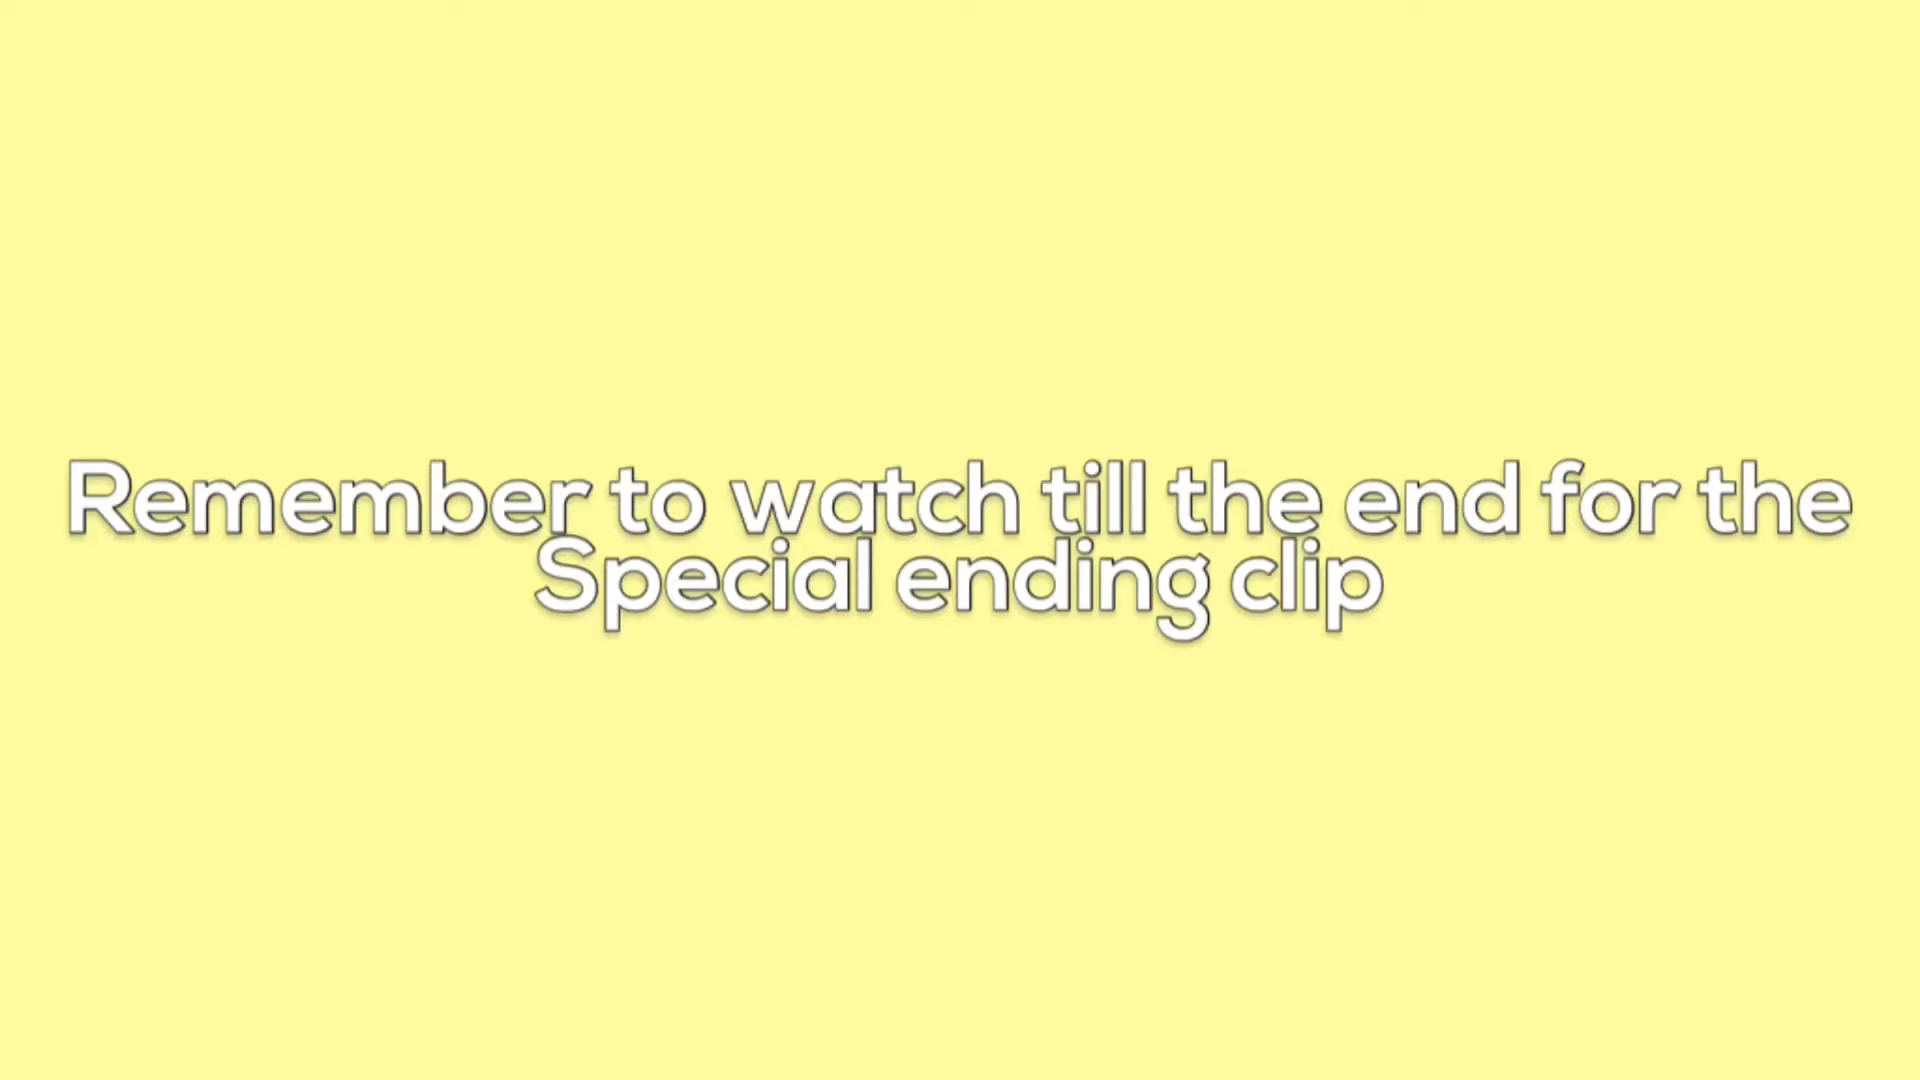 Remember to watch till the end for the
Special ending clip